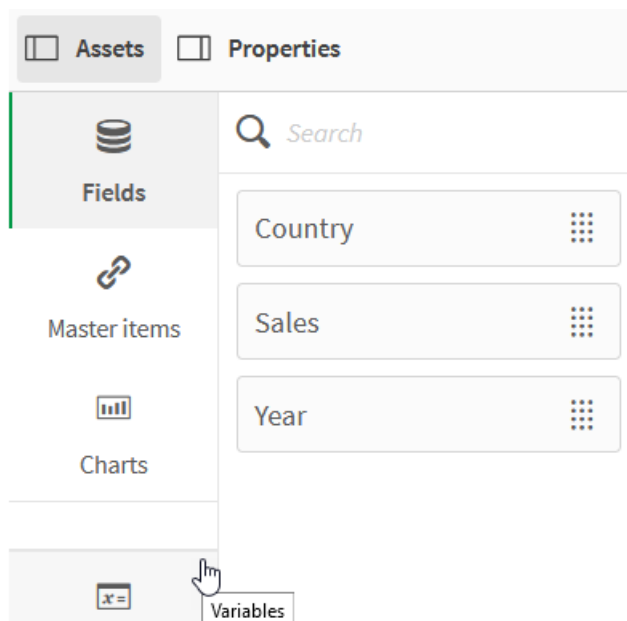 Assets Properties
Fields
Search
Country
Master items
Sales
Year
Charts
x=
Variables